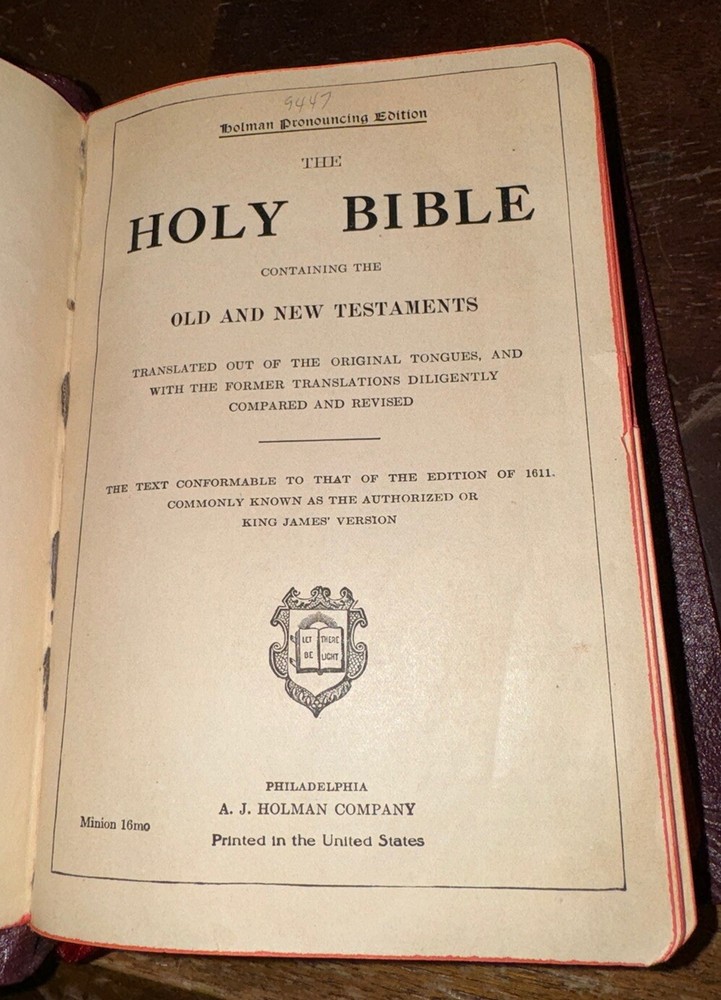 9447
Holman Pronouncing Edition
THE
HOLY BIBLE
CONTAINING THE
OLD AND NEW TESTAMENTS
TRANSLATED OUT OF THE ORIGINAL TONGUES, AND
WITH THE FORMER TRANSLATIONS DILIGENTLY
COMPARED AND REVISED
THE TEXT CONFORMABLE TO THAT OF THE EDITION OF 1611.
COMMONLY KNOWN AS THE AUTHORIZED OR
KING JAMES' VERSION
LET THERE
BE LIGHT
PHILADELPHIA
A. J. HOLMAN COMPANY
Minion 16mo
Printed in the United States